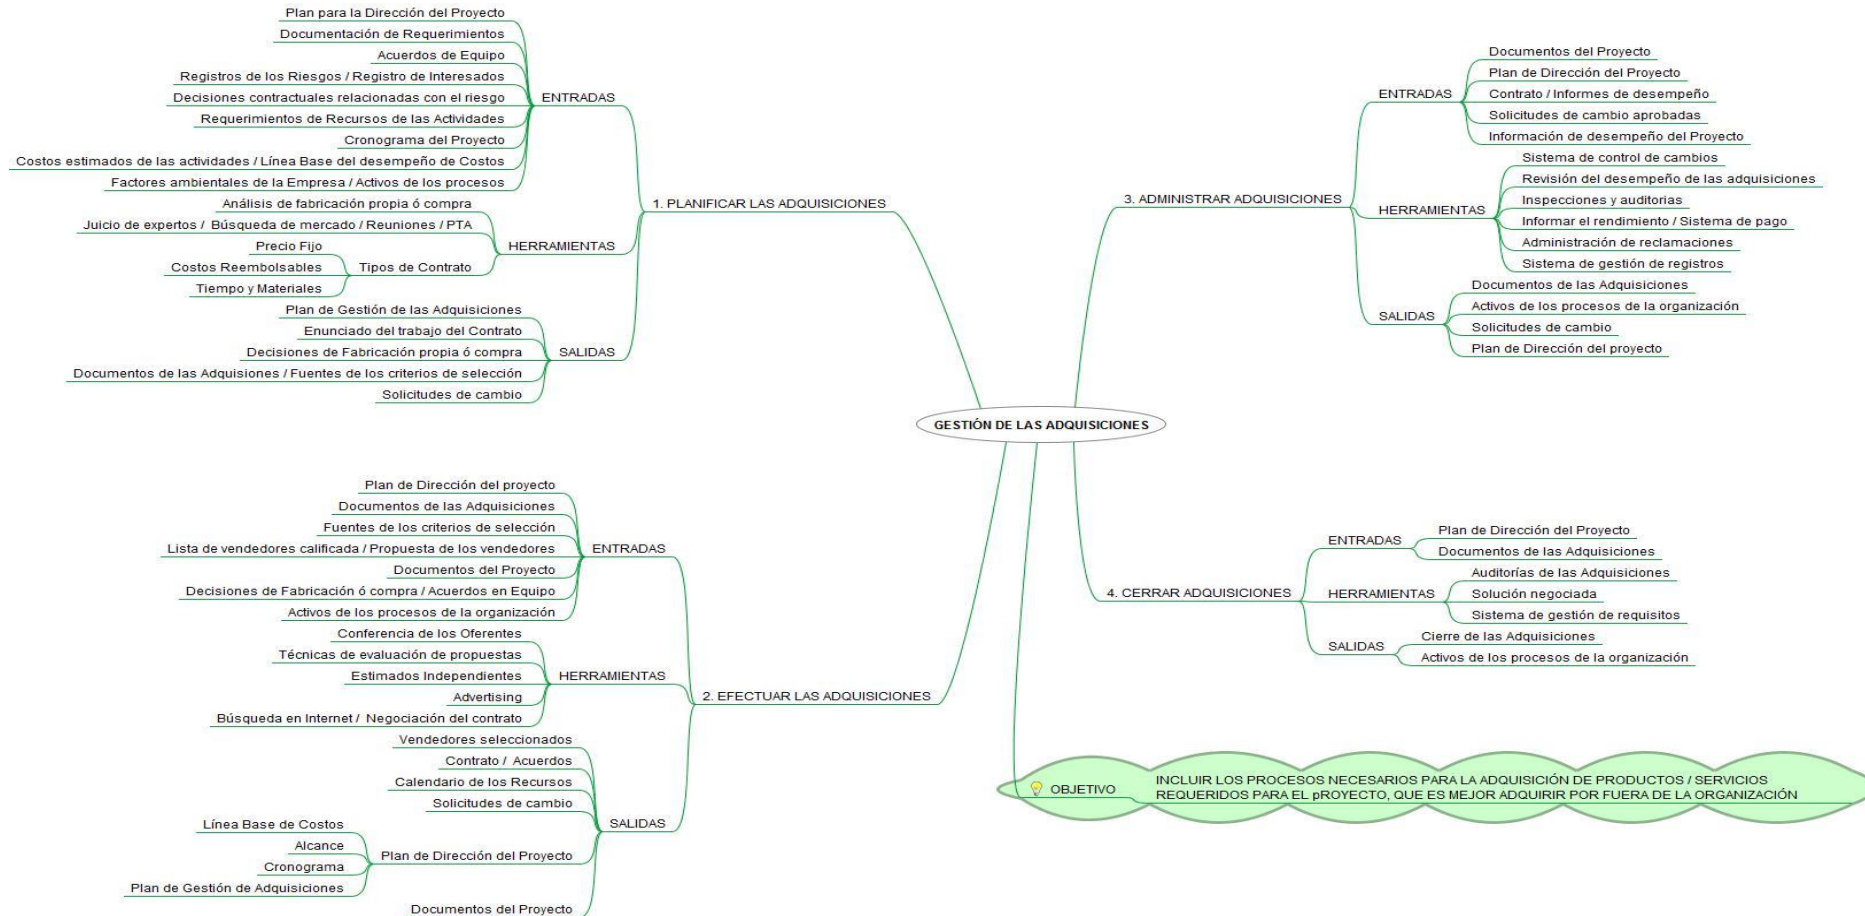 GESTIÓN DE LAS ADQUISICIONES
1. PLANIFICAR LAS ADQUISICIONES
ENTRADAS
Plan para la Dirección del Proyecto
Documentación de Requerimientos
Acuerdos de Equipo
Registros de los Riesgos / Registro de Interesados
Decisiones contractuales relacionadas con el riesgo
Requerimientos de Recursos de las Actividades
Cronograma del Proyecto
Costos estimados de las actividades / Línea Base del desempeño de Costos
Factores ambientales de la Empresa / Activos de los procesos
HERRAMIENTAS
Análisis de fabricación propia ó compra
Juicio de expertos / Búsqueda de mercado / Reuniones / PTA
Tipos de Contrato
Precio Fijo
Costos Reembolsables
Tiempo y Materiales
SALIDAS
Plan de Gestión de las Adquisiciones
Enunciado del trabajo del Contrato
Decisiones de Fabricación propia ó compra
Documentos de las Adquisiones / Fuentes de los criterios de selección
Solicitudes de cambio
2. EFECTUAR LAS ADQUISICIONES
ENTRADAS
Plan de Dirección del proyecto
Documentos de las Adquisiciones
Fuentes de los criterios de selección
Lista de vendedores calificada / Propuesta de los vendedores
Documentos del Proyecto
Decisiones de Fabricación ó compra / Acuerdos en Equipo
Activos de los procesos de la organización
HERRAMIENTAS
Conferencia de los Oferentes
Técnicas de evaluación de propuestas
Estimados Independientes
Advertising
Búsqueda en Internet / Negociación del contrato
SALIDAS
Vendedores seleccionados
Contrato / Acuerdos
Calendario de los Recursos
Solicitudes de cambio
Plan de Dirección del Proyecto
Línea Base de Costos
Alcance
Cronograma
Plan de Gestión de Adquisiciones
Documentos del Proyecto
3. ADMINISTRAR ADQUISICIONES
ENTRADAS
Documentos del Proyecto
Plan de Dirección del Proyecto
Contrato / Informes de desempeño
Solicitudes de cambio aprobadas
Información de desempeño del Proyecto
HERRAMIENTAS
Sistema de control de cambios
Revisión del desempeño de las adquisiciones
Inspecciones y auditorias
Informar el rendimiento / Sistema de pago
Administración de reclamaciones
Sistema de gestión de registros
SALIDAS
Documentos de las Adquisiciones
Activos de los procesos de la organización
Solicitudes de cambio
Plan de Dirección del proyecto
4. CERRAR ADQUISICIONES
ENTRADAS
Plan de Dirección del Proyecto
Documentos de las Adquisiciones
HERRAMIENTAS
Auditorías de las Adquisiciones
Solución negociada
Sistema de gestión de requisitos
SALIDAS
Cierre de las Adquisiciones
Activos de los procesos de la organización
OBJETIVO
INCLUIR LOS PROCESOS NECESARIOS PARA LA ADQUISICIÓN DE PRODUCTOS / SERVICIOS
REQUERIDOS PARA EL pROYECTO, QUE ES MEJOR ADQUIRIR POR FUERA DE LA ORGANIZACIÓN